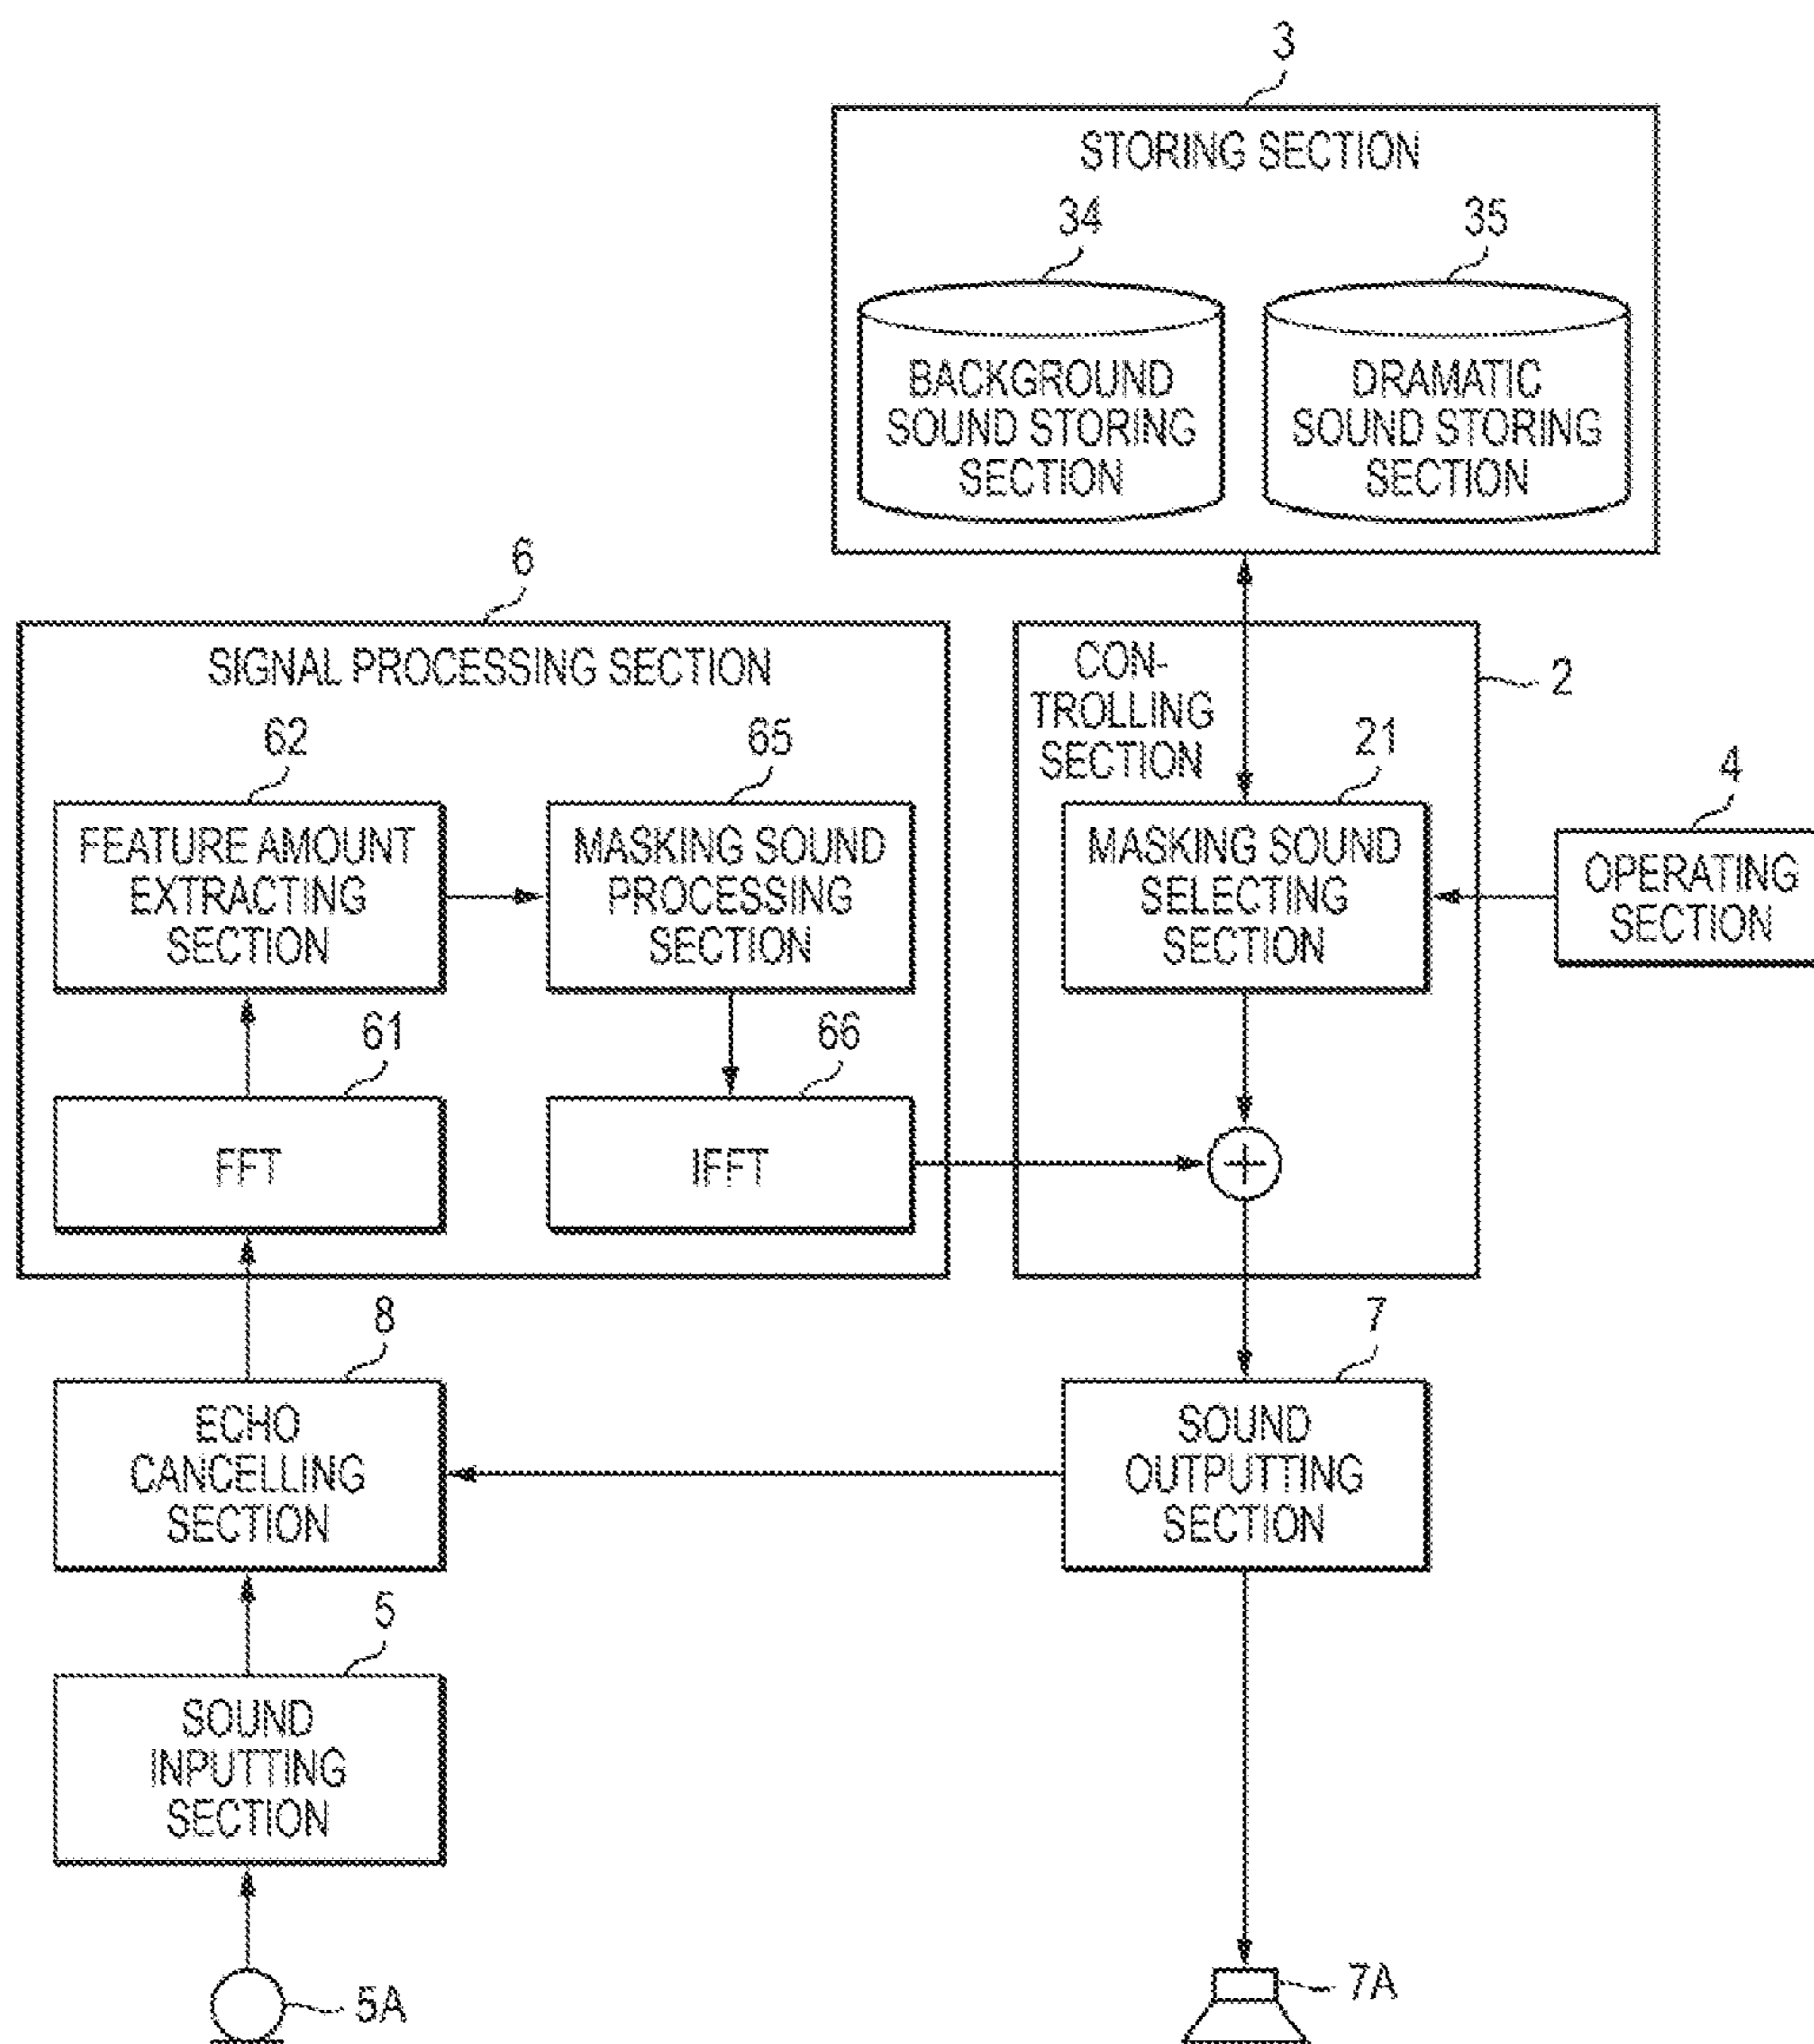 3
STORING SECTION
34
35
BACKGROUND
SOUND STORING
SECTION
DRAMATIC
SOUND STORING
SECTION
6
SIGNAL PROCESSING SECTION
62
FEATURE AMOUNT
EXTRACTING
SECTION
65
MASKING SOUND
PROCESSING
SECTION
61
FFT
66
IFFT
CON-
TROLLING
SECTION
2
21
MASKING SOUND
SELECTING
SECTION
4
OPERATING
SECTION
8
ECHO
CANCELLING
SECTION
7
SOUND
OUTPUTTING
SECTION
5
SOUND
INPUTTING
SECTION
5A
7A